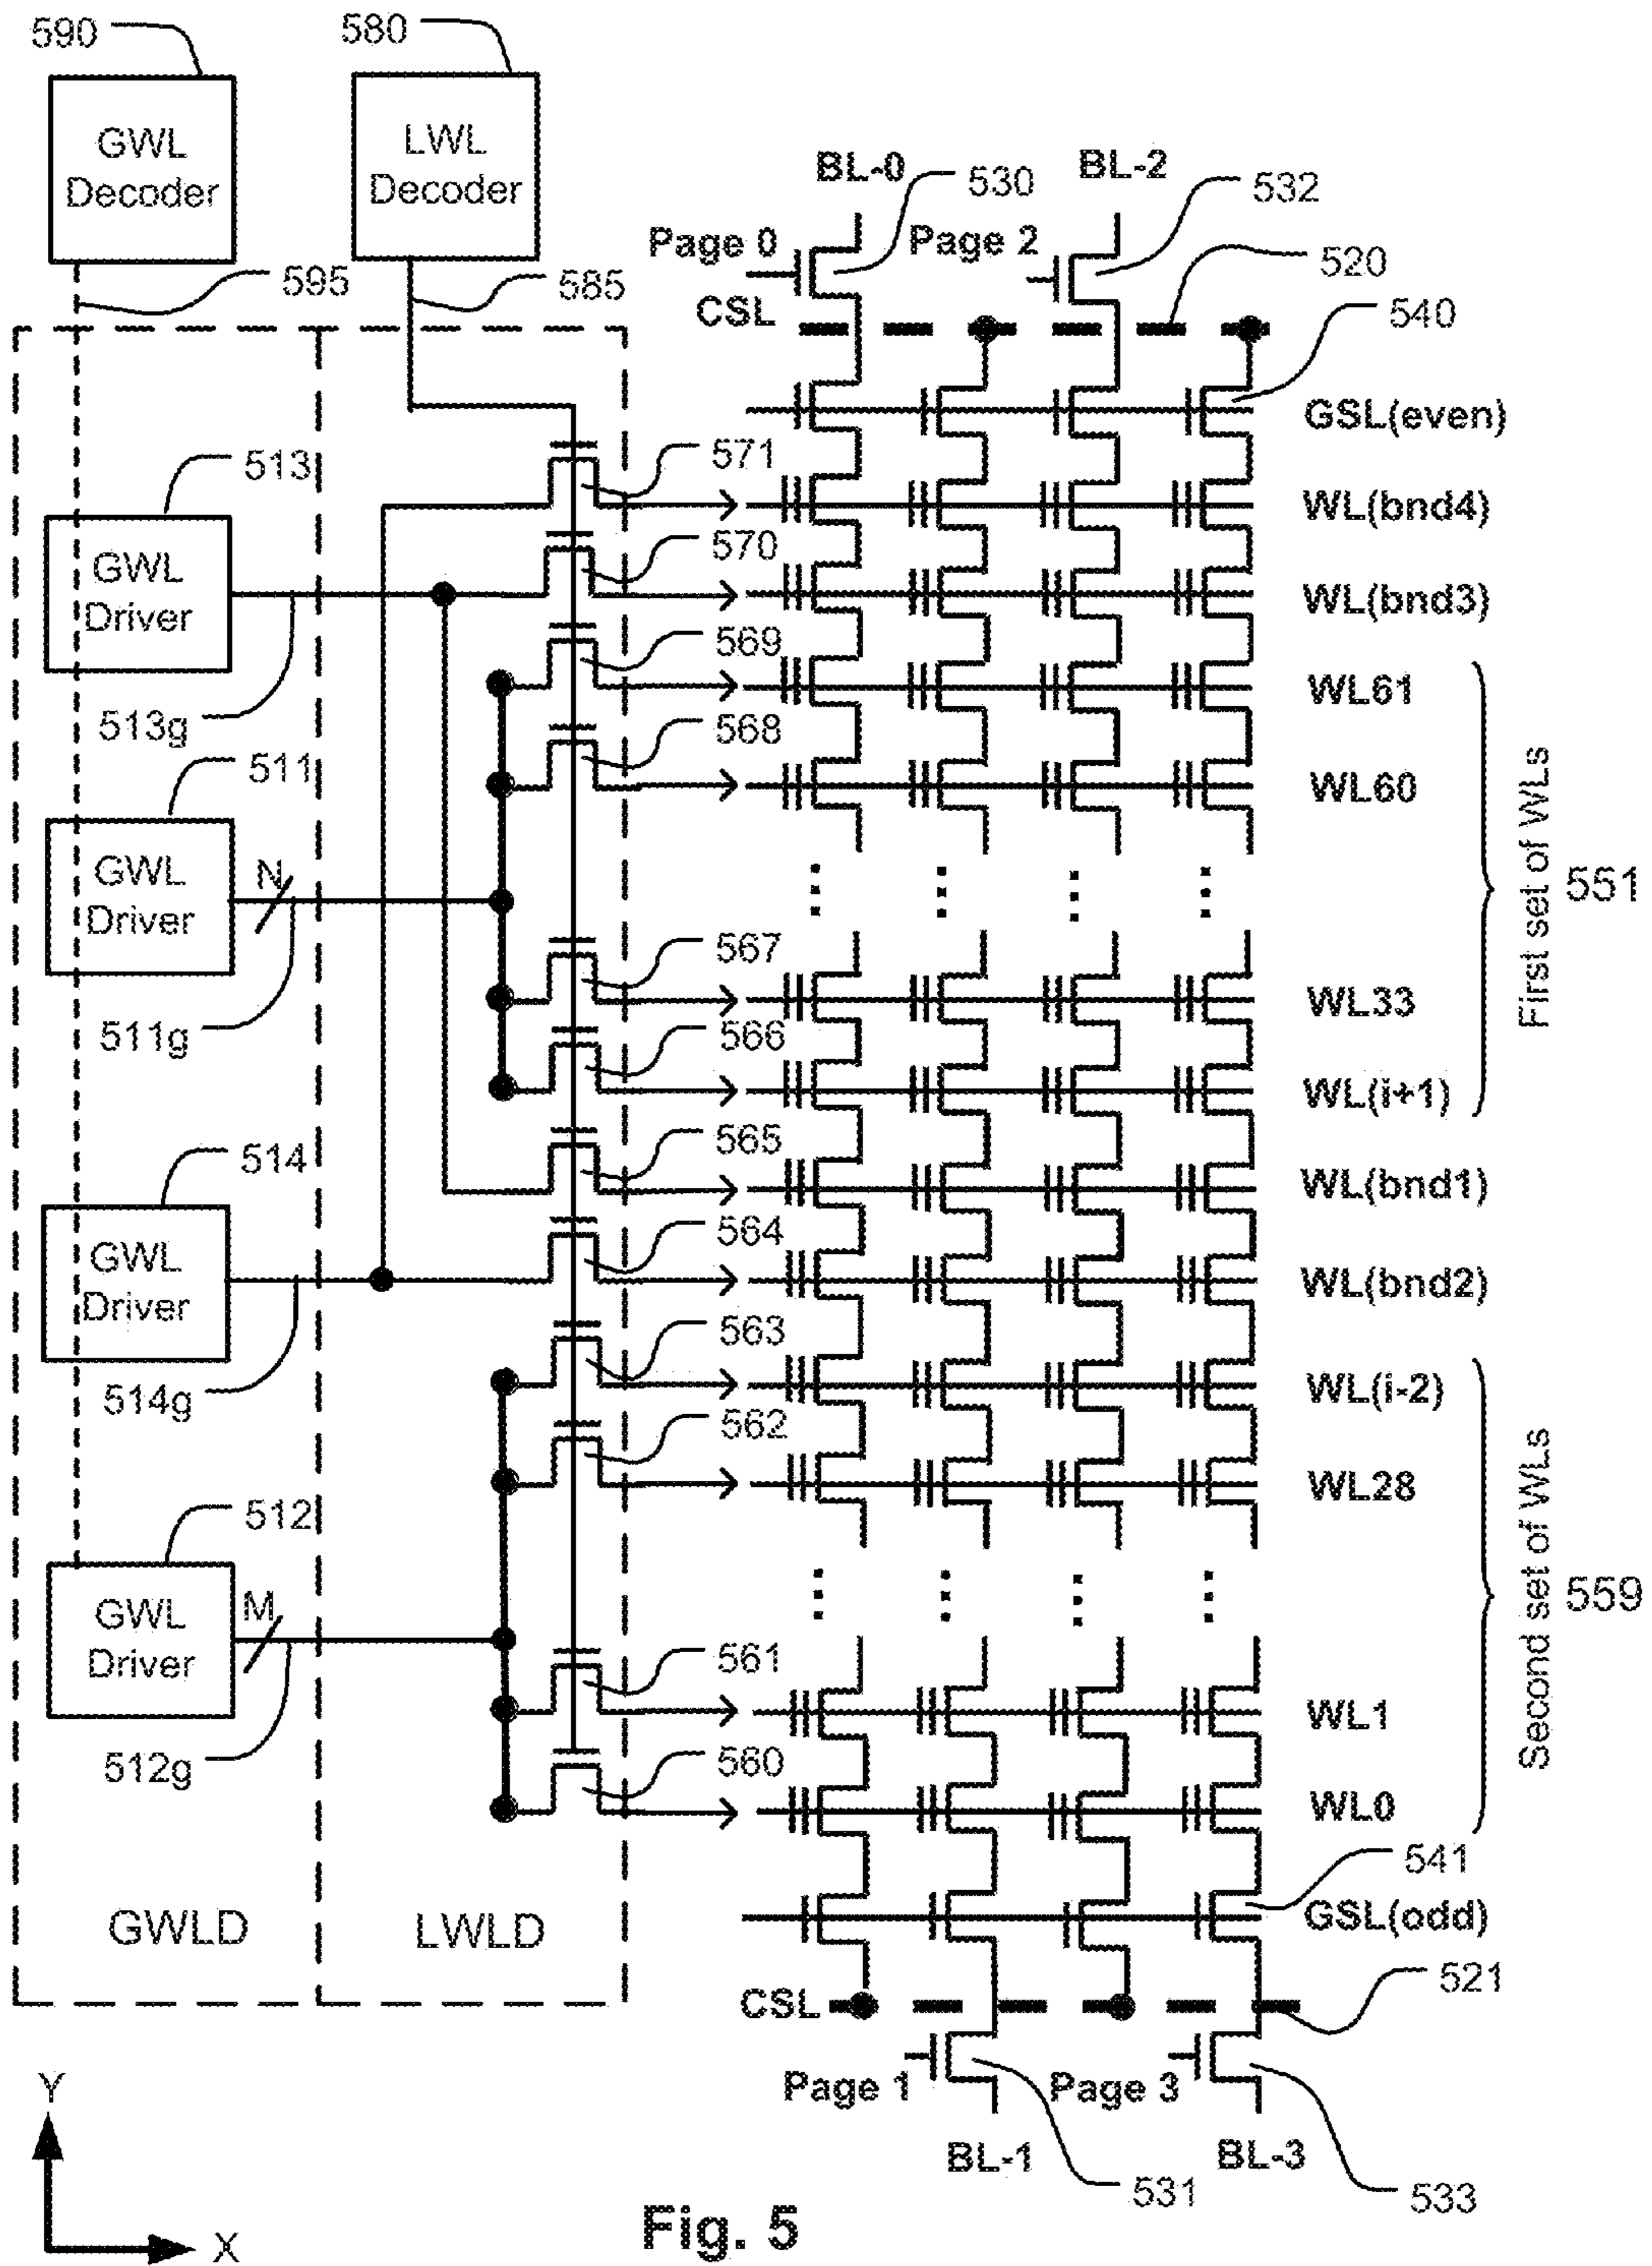 590
580
GWL
Decoder
LWL
Decoder
BL-0
530
BL-2
532
Page 0
Page 2
595
585
CSL
520
540
GSL(even)
513
571
WL(bnd4)
GWL
Driver
570
WL(bnd3)
569
WL61
513g
568
WL60
511
GWL
Driver
N
First set of WLs
551
511g
567
WL33
566
WL(i+1)
514
565
WL(bnd1)
GWL
Driver
564
WL(bnd2)
563
WL(i-2)
514g
562
WL28
512
GWL
Driver
M
Second set of WLs
559
512g
561
WL1
560
WL0
541
GWLD
LWLD
GSL(odd)
521
CSL
Page 1
Page 3
BL-1
531
BL-3
533
Y
X
Fig. 5